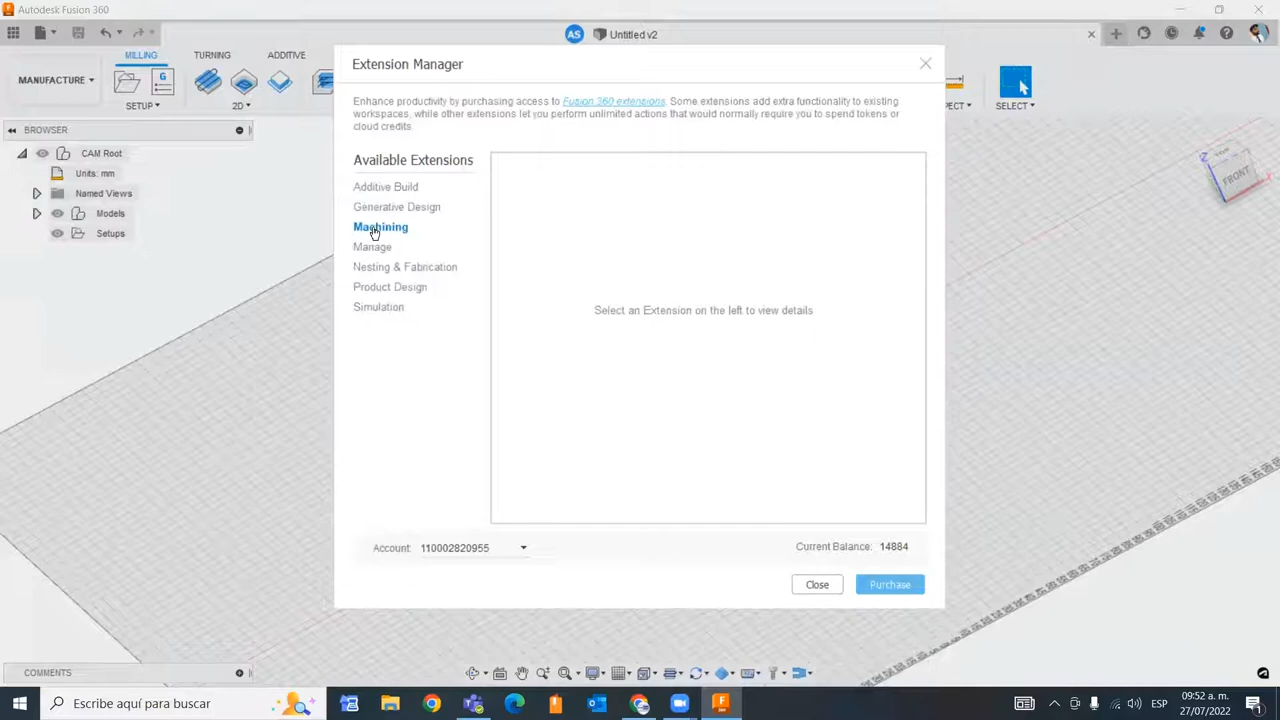 Autodesk Fusion 360
AS
Untitled v2
MILLING
TURNING
ADDITIVE
MANUFACTURE
SETUP
2D
SELECT
Extension Manager
Enhance productivity by purchasing access to Fusion 360 extensions. Some extensions add extra functionality to existing
workspaces, while other extensions let you perform unlimited actions that would normally require you to spend tokens or
cloud credits.
BROWSER
CAM Root
Units: mm
Named Views
Models
Setups
Available Extensions
Additive Build
Generative Design
Machining
Manage
Nesting & Fabrication
Product Design
Simulation
Select an Extension on the left to view details
FRONT
Account: 110002820955
Current Balance: 14884
Close
Purchase
COMMENTS
Escribe aquí para buscar
ESP
09:52 a. m.
27/07/2022